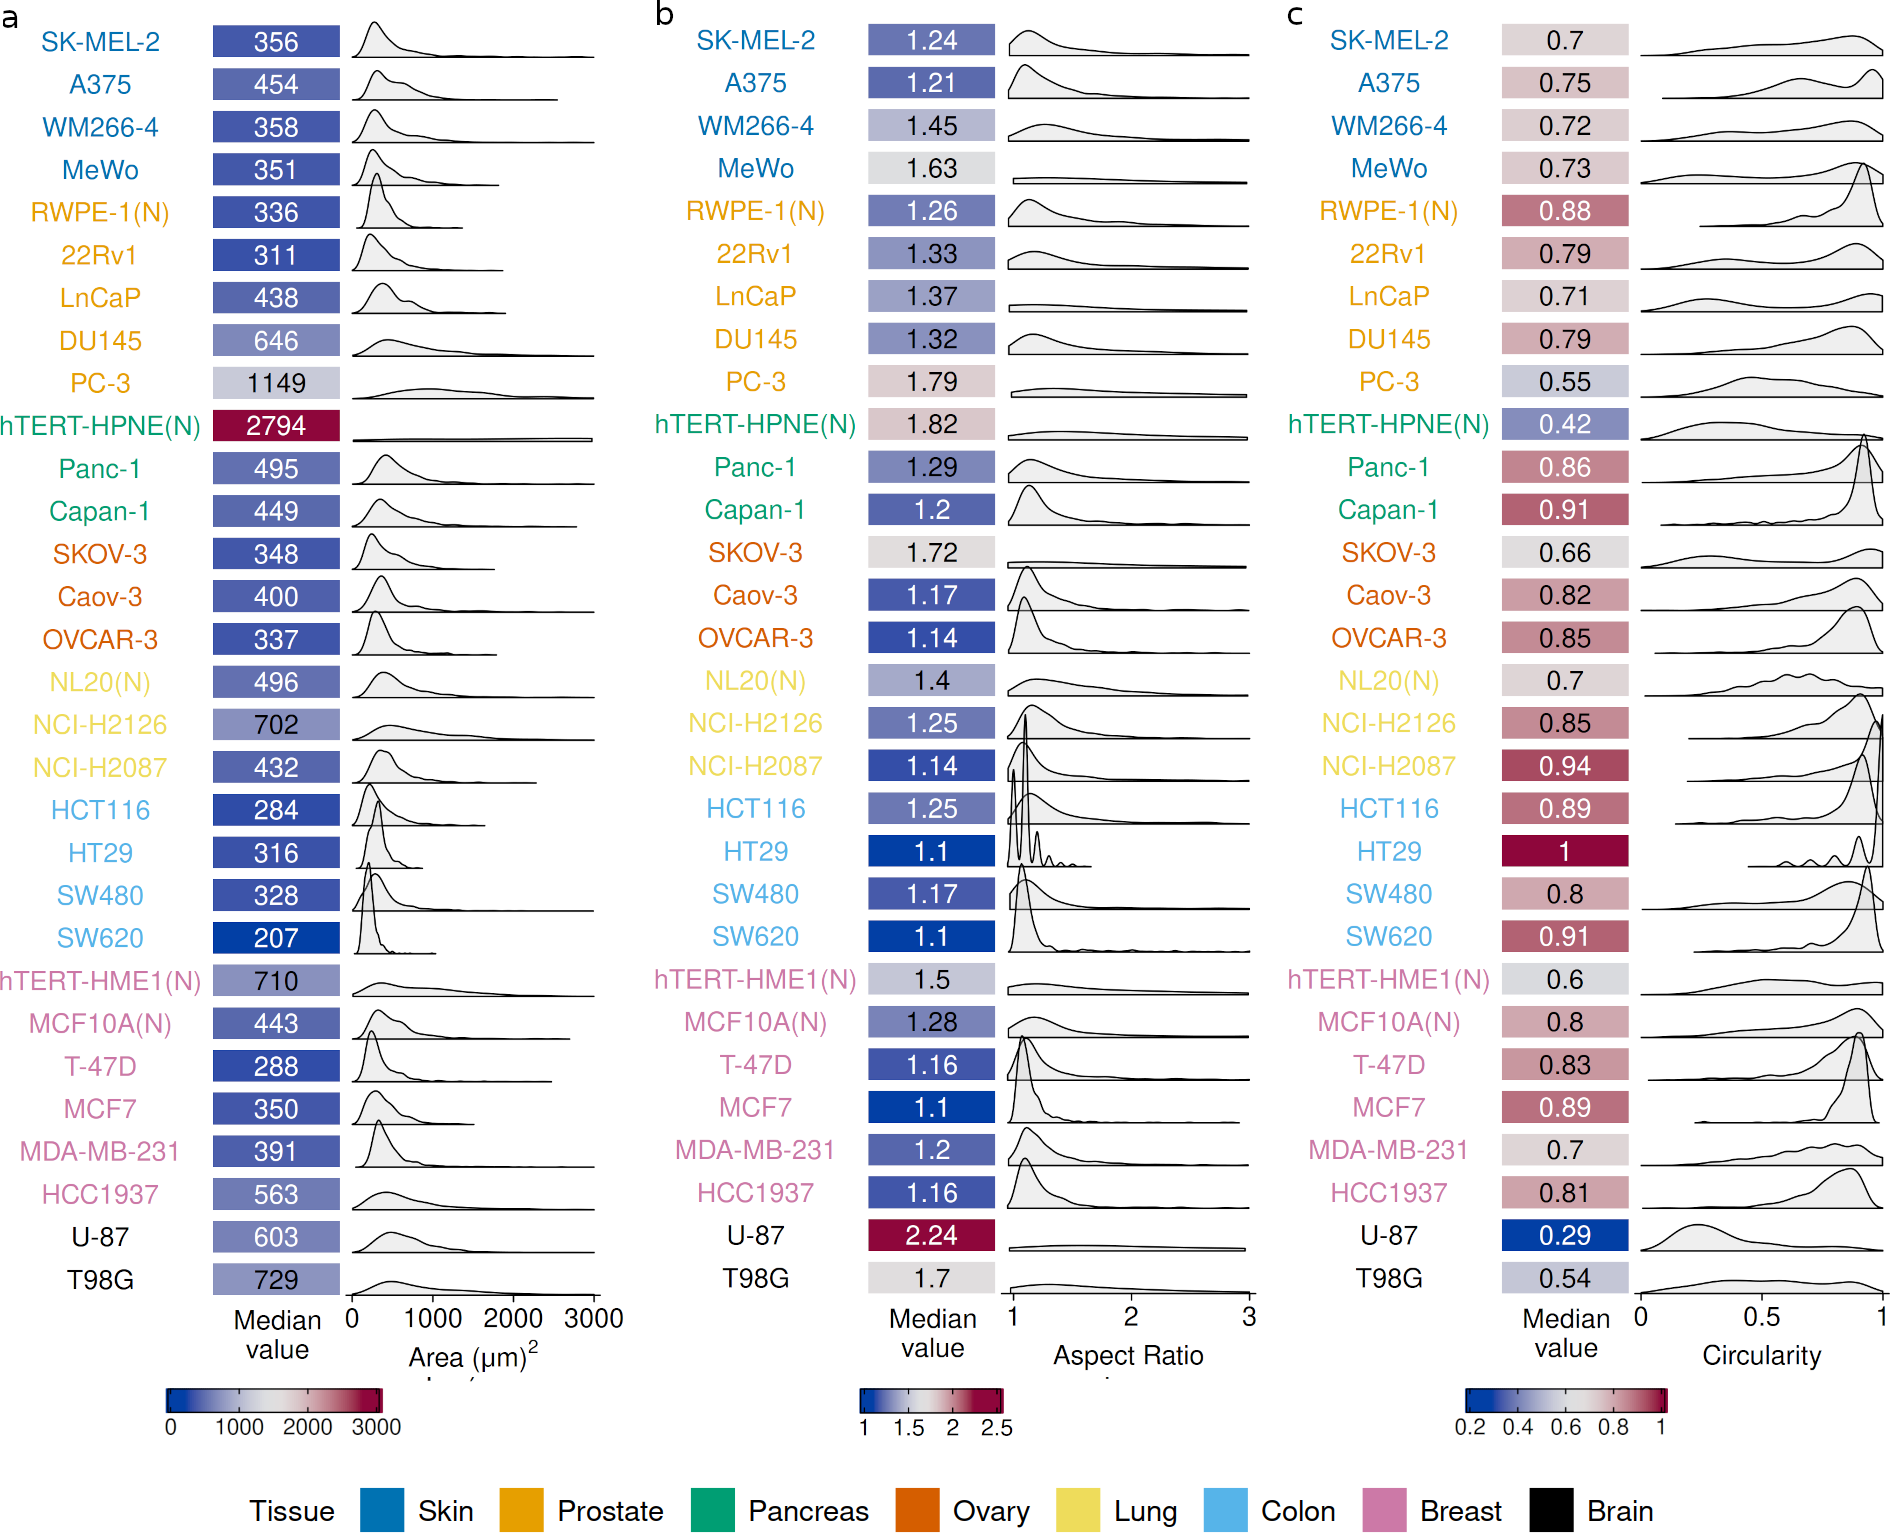 a
b
c
SK-MEL-2 356 SK-MEL-2 1.24 SK-MEL-2 0.7
A375 454 A375 1.21 A375 0.75
WM266-4 358 WM266-4 1.45 WM266-4 0.72
MeWo 351 MeWo 1.63 MeWo 0.73
RWPE-1(N) 336 RWPE-1(N) 1.26 RWPE-1(N) 0.88
22Rv1 311 22Rv1 1.33 22Rv1 0.79
LnCaP 438 LnCaP 1.37 LnCaP 0.71
DU145 646 DU145 1.32 DU145 0.79
PC-3 1149 PC-3 1.79 PC-3 0.55
hTERT-HPNE(N) 2794 hTERT-HPNE(N) 1.82 hTERT-HPNE(N) 0.42
Panc-1 495 Panc-1 1.29 Panc-1 0.86
Capan-1 449 Capan-1 1.2 Capan-1 0.91
SKOV-3 348 SKOV-3 1.72 SKOV-3 0.66
Caov-3 400 Caov-3 1.17 Caov-3 0.82
OVCAR-3 337 OVCAR-3 1.14 OVCAR-3 0.85
NL20(N) 496 NL20(N) 1.4 NL20(N) 0.7
NCI-H2126 702 NCI-H2126 1.25 NCI-H2126 0.85
NCI-H2087 432 NCI-H2087 1.14 NCI-H2087 0.94
HCT116 284 HCT116 1.25 HCT116 0.89
HT29 316 HT29 1.1 HT29 1
SW480 328 SW480 1.17 SW480 0.8
SW620 207 SW620 1.1 SW620 0.91
hTERT-HME1(N) 710 hTERT-HME1(N) 1.5 hTERT-HME1(N) 0.6
MCF10A(N) 443 MCF10A(N) 1.28 MCF10A(N) 0.8
T-47D 288 T-47D 1.16 T-47D 0.83
MCF7 350 MCF7 1.1 MCF7 0.89
MDA-MB-231 391 MDA-MB-231 1.2 MDA-MB-231 0.7
HCC1937 563 HCC1937 1.16 HCC1937 0.81
U-87 603 U-87 2.24 U-87 0.29
T98G 729 T98G 1.7 T98G 0.54
Median 0 1000 2000 3000 Median 1 2 3 Median 0 0.5 1
value Area (μm)² value Aspect Ratio value Circularity
0 1000 2000 3000 1 1.5 2 2.5 0.2 0.4 0.6 0.8 1
Tissue Skin Prostate Pancreas Ovary Lung Colon Breast Brain